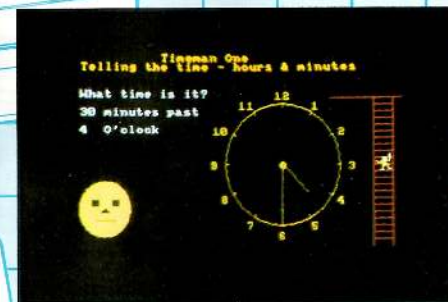 Timeman One
Telling the time - hours & minutes
What time is it?
30 minutes past
4 O'clock
12
11
1
10
2
9
3
8
4
7
5
6